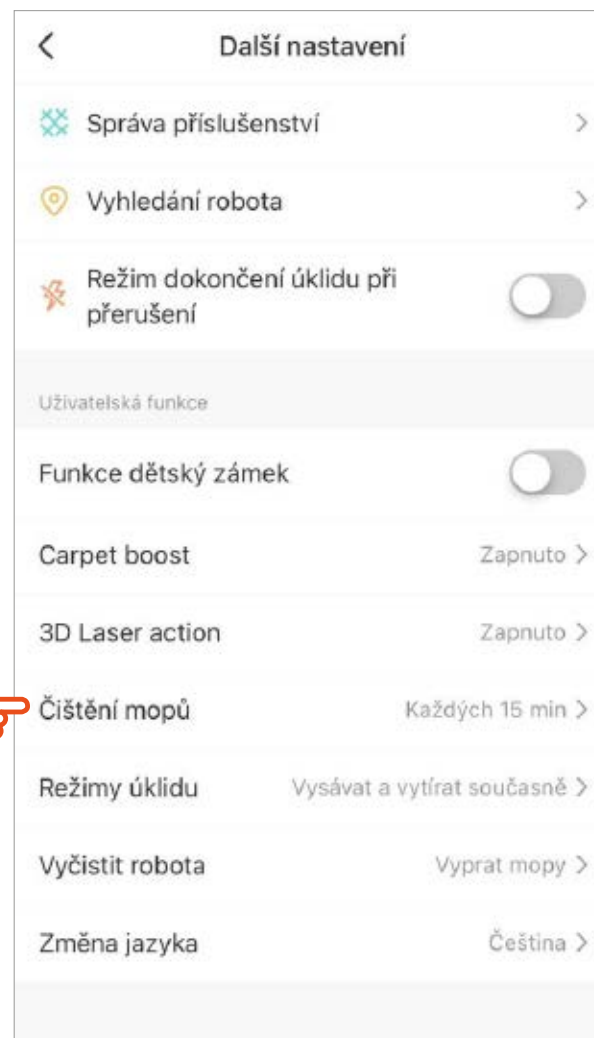 Další nastavení
Správa příslušenství
Vyhledání robota
Režim dokončení úklidu při
přerušení
Uživatelská funkce
Funkce dětský zámek
Carpet boost Zapnuto
3D Laser action Zapnuto
Čištění mopů Každých 15 min
Režimy úklidu Vysávat a vytírat současně
Vyčistit robota Vyprat mopy
Změna jazyka Čeština